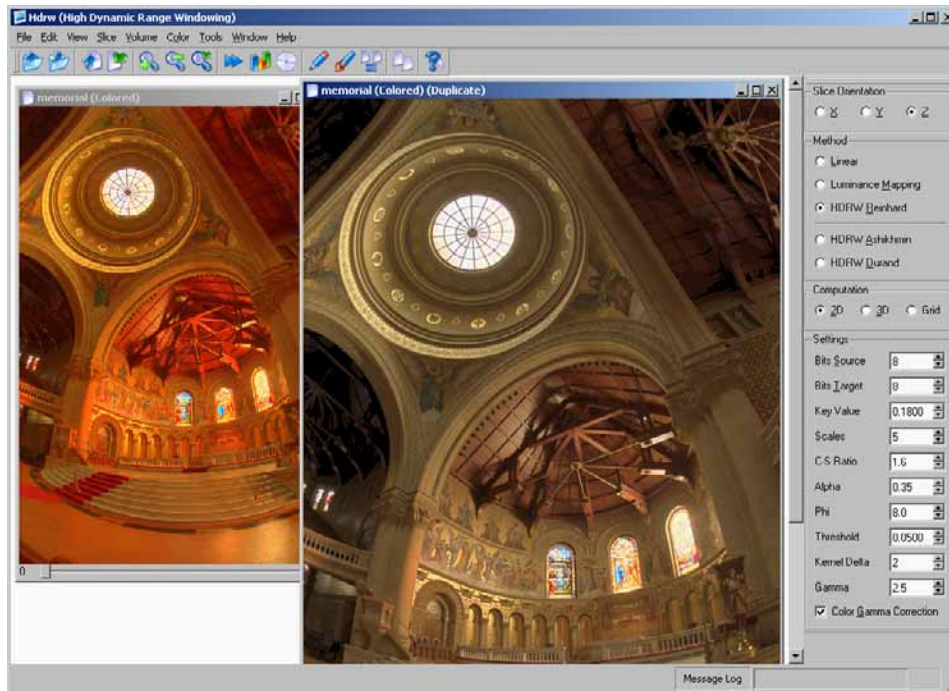 Hdrw (High Dynamic Range Windowing)
File Edit View Slice Volume Color Tools Window Help
memorial (Colored)
memorial (Colored) (Duplicate)
0
Slice Orientation
X Y Z
Method
Linear
Luminance Mapping
HDRW Reinhard
HDRW Ashikhmin
HDRW Durand
Computation
2D 3D Grid
Settings
Bits Source 8
Bits Target 8
Key Value 0.1800
Scales 5
C-S Ratio 1.6
Alpha 0.35
Phi 8.0
Threshold 0.0500
Kernel Delta 2
Gamma 2.5
Color Gamma Correction
Message Log